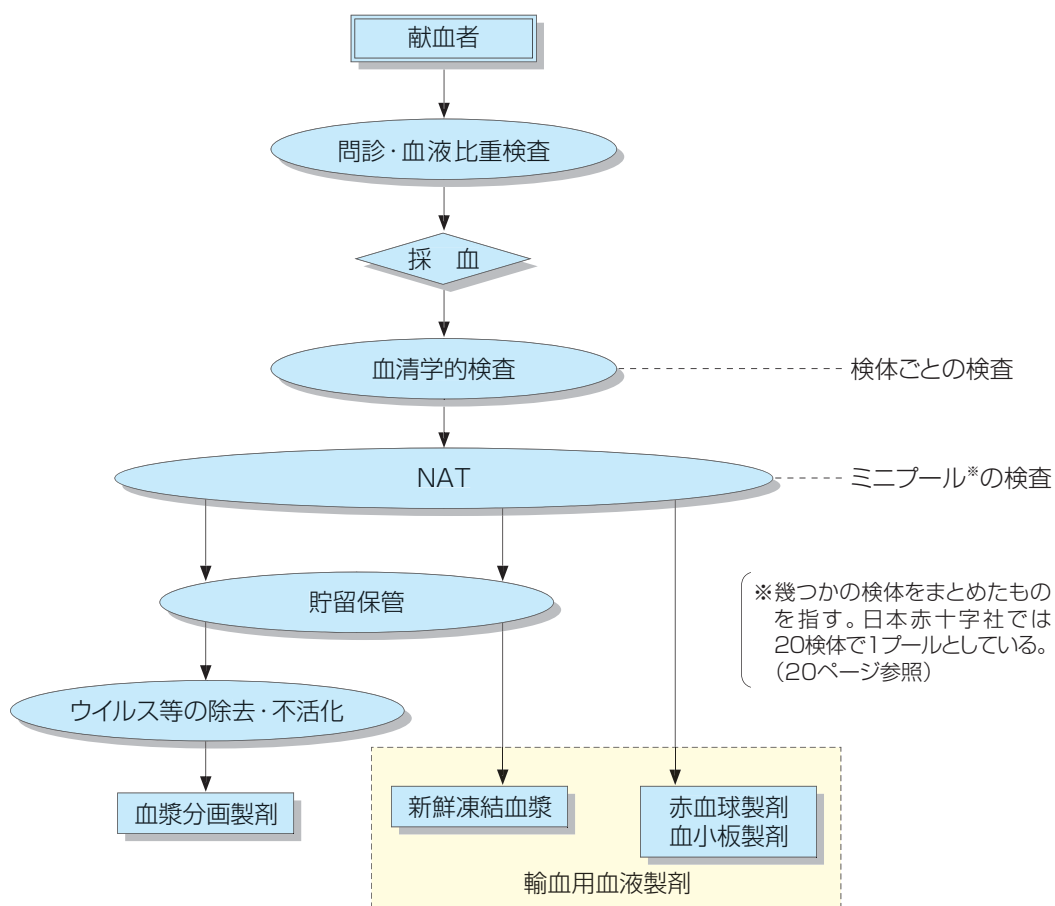 献血者
問診・血液比重検査
採 血
血清学的検査
検体ごとの検査
NAT
ミニプール※の検査
貯留保管
※幾つかの検体をまとめたもの
を指す。日本赤十字社では
20検体で1プールとしている。
(20ページ参照)
ウイルス等の除去・不活化
血漿分画製剤
新鮮凍結血漿
赤血球製剤
血小板製剤
輸血用血液製剤